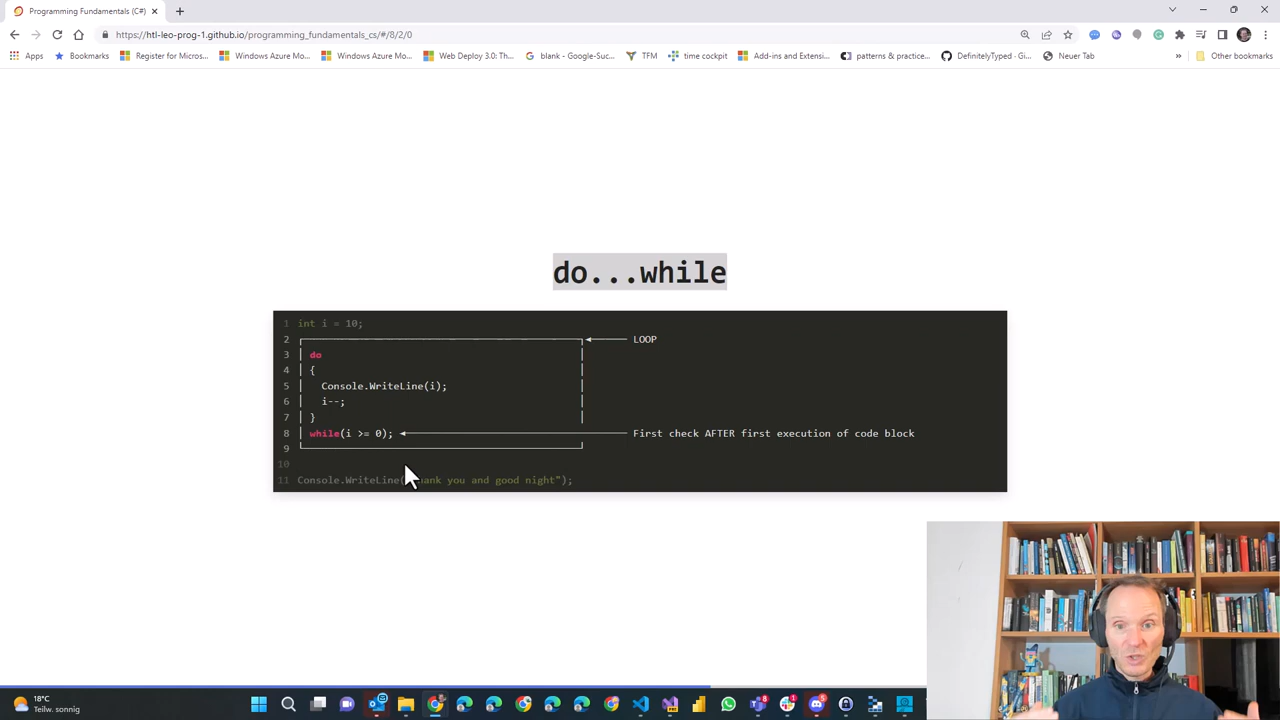 Programming Fundamentals (C#)
https://htl-leo-prog-1.github.io/programming_fundamentals_cs/#/8/2/0
Apps
Bookmarks
Register for Micros...
Windows Azure Mo...
Windows Azure Mo...
Web Deploy 3.0: Th...
blank - Google-Suc...
TFM
time cockpit
Add-ins and Extensi...
patterns & practice...
DefinitelyTyped - Gi...
Neuer Tab
»
Other bookmarks
do...while
1 int i = 10;
2 LOOP
3 do
4 {
5 Console.WriteLine(i);
6 i--;
7 }
8 while(i >= 0); First check AFTER first execution of code block
9
10
11 Console.WriteLine( you and good night");
18°C
Teilw. sonnig